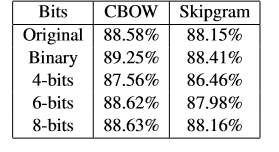 Bits CBOW Skipgram
Original 88.58% 88.15%
Binary 89.25% 88.41%
4-bits 87.56% 86.46%
6-bits 88.62% 87.98%
8-bits 88.63% 88.16%